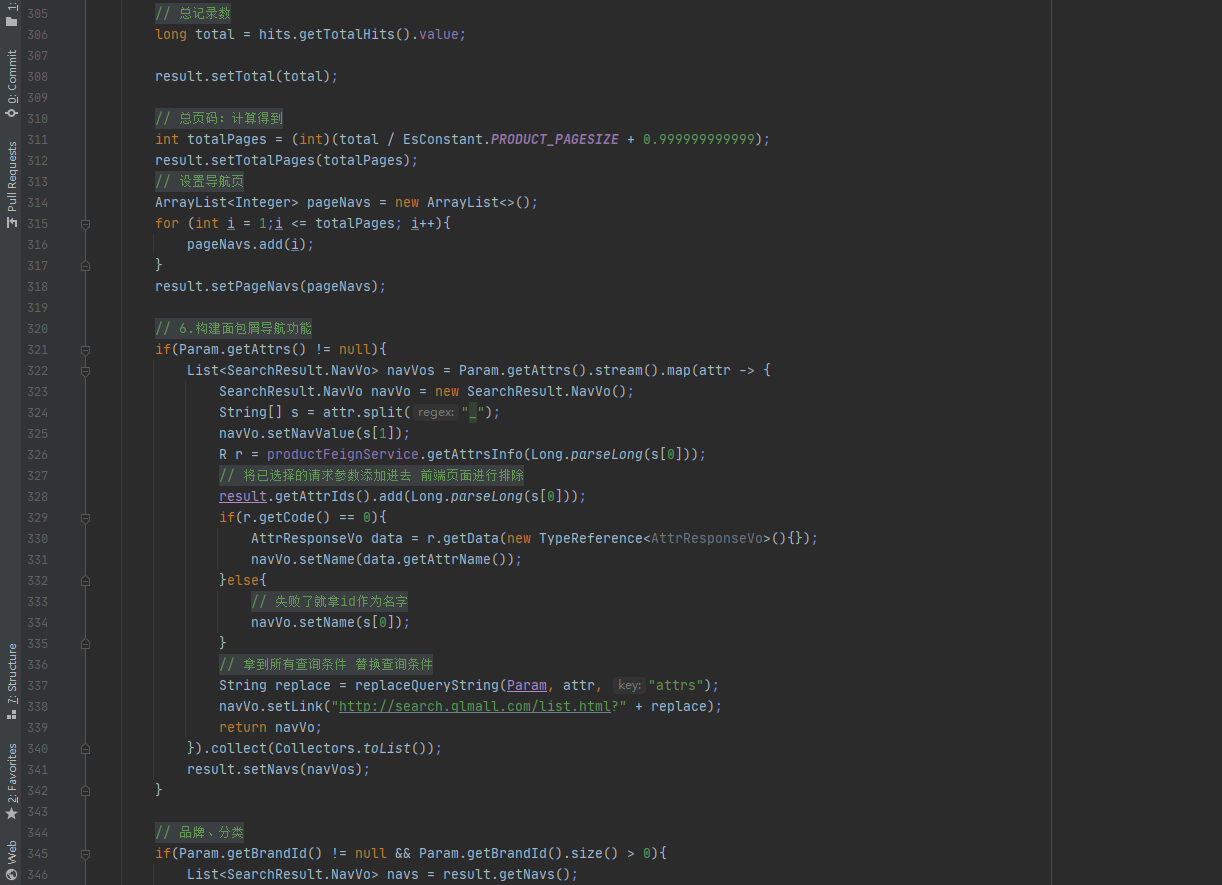 305 // 总记录数
306 long total = hits.getTotalHits().value;
307
308 result.setTotal(total);
309
310 // 总页码: 计算得到
311 int totalPages = (int)(total / EsConstant.PRODUCT_PAGESIZE + 0.999999999999);
312 result.setTotalPages(totalPages);
313 // 设置导航页
314 ArrayList<Integer> pageNavs = new ArrayList<>();
315 for (int i = 1;i <= totalPages; i++){
316 pageNavs.add(i);
317 }
318 result.setPageNavs(pageNavs);
319
320 // 6.构建面包屑导航功能
321 if(Param.getAttrs() != null){
322 List<SearchResult.NavVo> navVos = Param.getAttrs().stream().map(attr -> {
323 SearchResult.NavVo navVo = new SearchResult.NavVo();
324 String[] s = attr.split( regex: "_");
325 navVo.setNavValue(s[1]);
326 R r = productFeignService.getAttrsInfo(Long.parseLong(s[0]));
327 // 将已选择的请求参数添加进去 前端页面进行排除
328 result.getAttrIds().add(Long.parseLong(s[0]));
329 if(r.getCode() == 0){
330 AttrResponseVo data = r.getData(new TypeReference<AttrResponseVo>(){});
331 navVo.setName(data.getAttrName());
332 }else{
333 // 失败了就拿id作为名字
334 navVo.setName(s[0]);
335 }
336 // 拿到所有查询条件 替换查询条件
337 String replace = replaceQueryString(Param, attr, key: "attrs");
338 navVo.setLink("http://search.glmall.com/list.html?" + replace);
339 return navVo;
340 }).collect(Collectors.toList());
341 result.setNavs(navVos);
342 }
343
344 // 品牌、分类
345 if(Param.getBrandId() != null && Param.getBrandId().size() > 0){
346 List<SearchResult.NavVo> navs = result.getNavs();
1:
0: Commit
Pull Requests
7: Structure
2: Favorites
Web